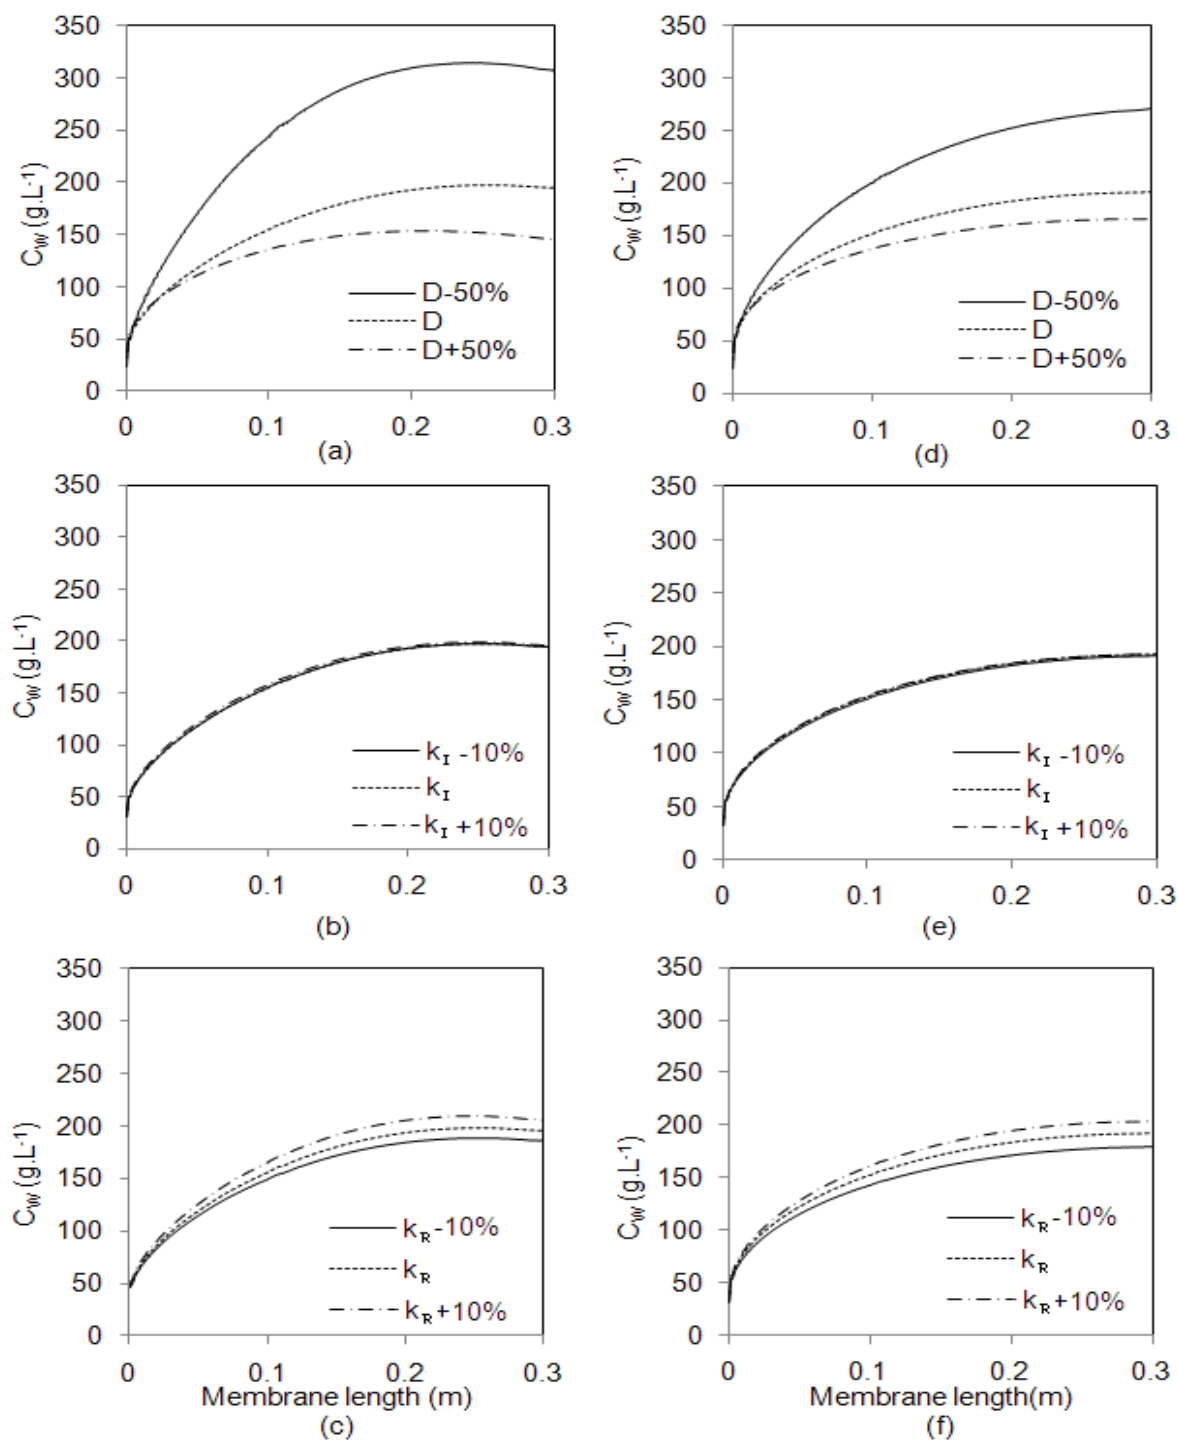 350
300
250
200
150
100
50
0
C_W (g.L^-1)
D-50%
D
D+50%
0 0.1 0.2 0.3
(a)
350
300
250
200
150
100
50
0
C_W (g.L^-1)
D-50%
D
D+50%
0 0.1 0.2 0.3
(d)
350
300
250
200
150
100
50
0
C_W (g.L^-1)
k_I -10%
k_I
k_I +10%
0 0.1 0.2 0.3
(b)
350
300
250
200
150
100
50
0
C_W (g.L^-1)
k_I -10%
k_I
k_I +10%
0 0.1 0.2 0.3
(e)
350
300
250
200
150
100
50
0
C_W (g.L^-1)
k_R-10%
k_R
k_R+10%
0 0.1 0.2 0.3
Membrane length (m)
(c)
350
300
250
200
150
100
50
0
C_W (g.L^-1)
k_R-10%
k_R
k_R+10%
0 0.1 0.2 0.3
Membrane length(m)
(f)